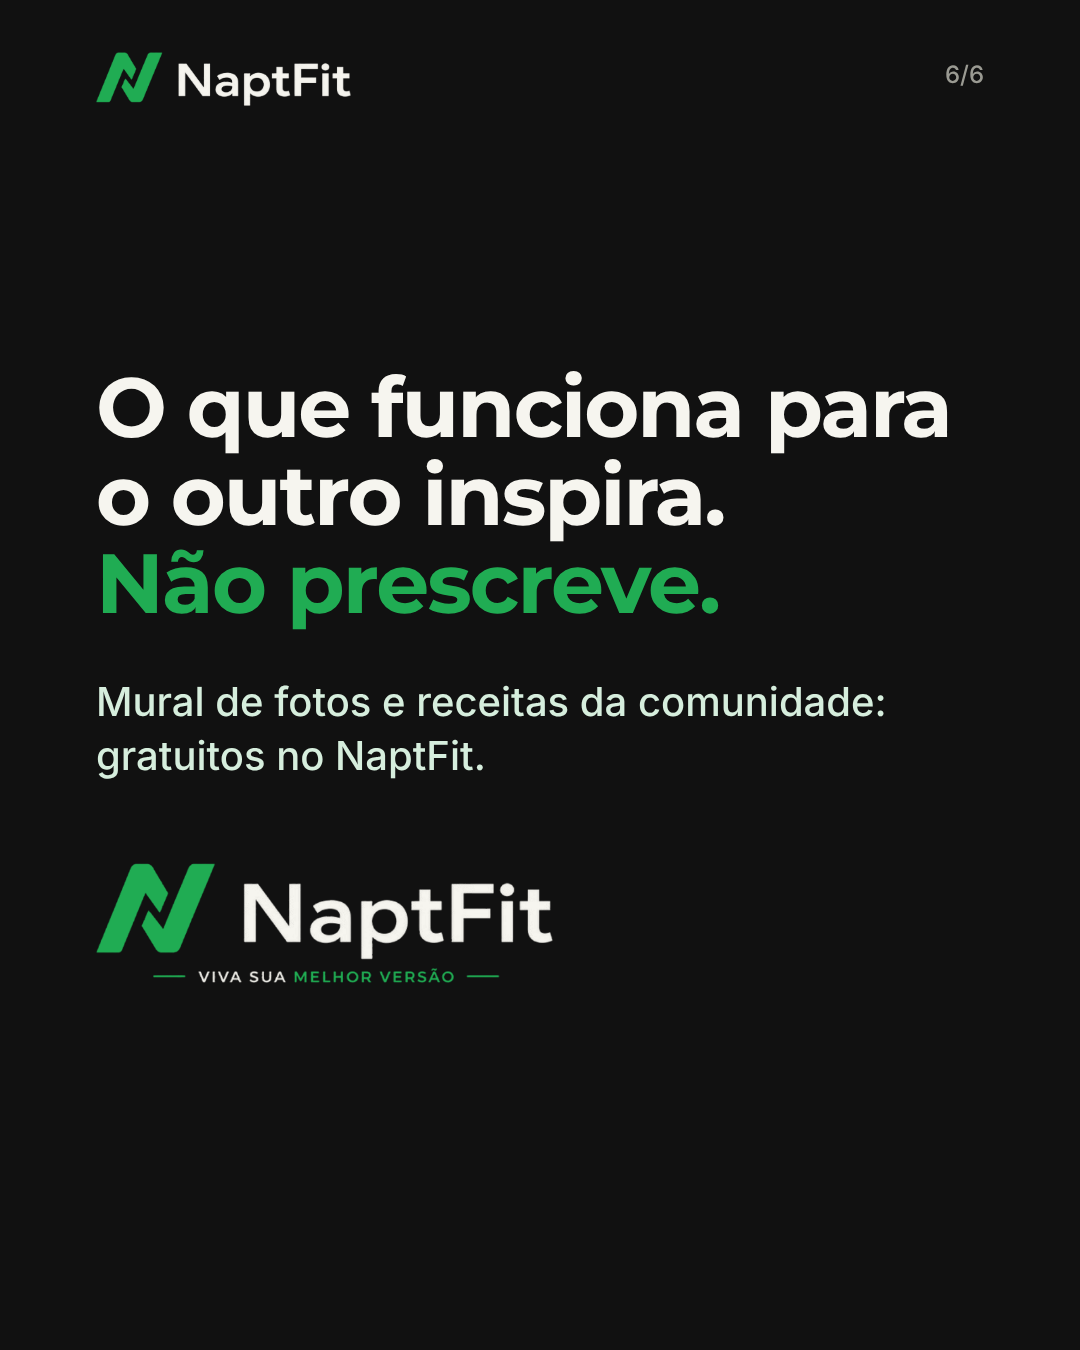 NaptFit
6/6
O que funciona para
o outro inspira.
Não prescreve.
Mural de fotos e receitas da comunidade:
gratuitos no NaptFit.
NaptFit
VIVA SUA MELHOR VERSÃO